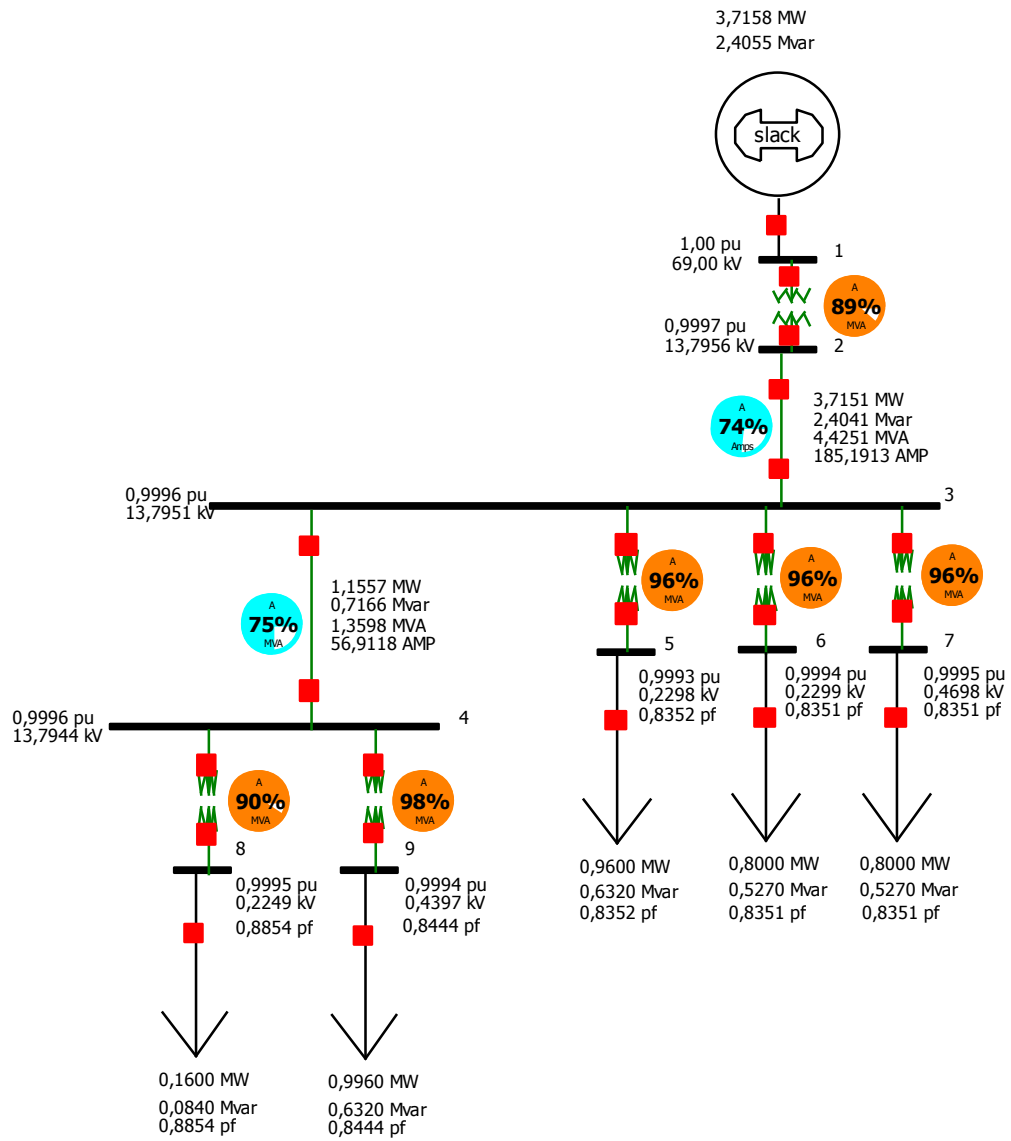 3,7158 MW
2,4055 Mvar
slack
1,00 pu
69,00 kV
1
A
89%
MVA
0,9997 pu
13,7956 kV
2
A
74%
Amps
3,7151 MW
2,4041 Mvar
4,4251 MVA
185,1913 AMP
0,9996 pu
13,7951 kV
3
A
75%
MVA
1,1557 MW
0,7166 Mvar
1,3598 MVA
56,9118 AMP
A
96%
MVA
A
96%
MVA
A
96%
MVA
5
0,9993 pu
0,2298 kV
0,8352 pf
6
0,9994 pu
0,2299 kV
0,8351 pf
7
0,9995 pu
0,4698 kV
0,8351 pf
0,9996 pu
13,7944 kV
4
A
90%
MVA
A
98%
MVA
8
0,9995 pu
0,2249 kV
0,8854 pf
9
0,9994 pu
0,4397 kV
0,8444 pf
0,9600 MW
0,6320 Mvar
0,8352 pf
0,8000 MW
0,5270 Mvar
0,8351 pf
0,8000 MW
0,5270 Mvar
0,8351 pf
0,1600 MW
0,0840 Mvar
0,8854 pf
0,9960 MW
0,6320 Mvar
0,8444 pf